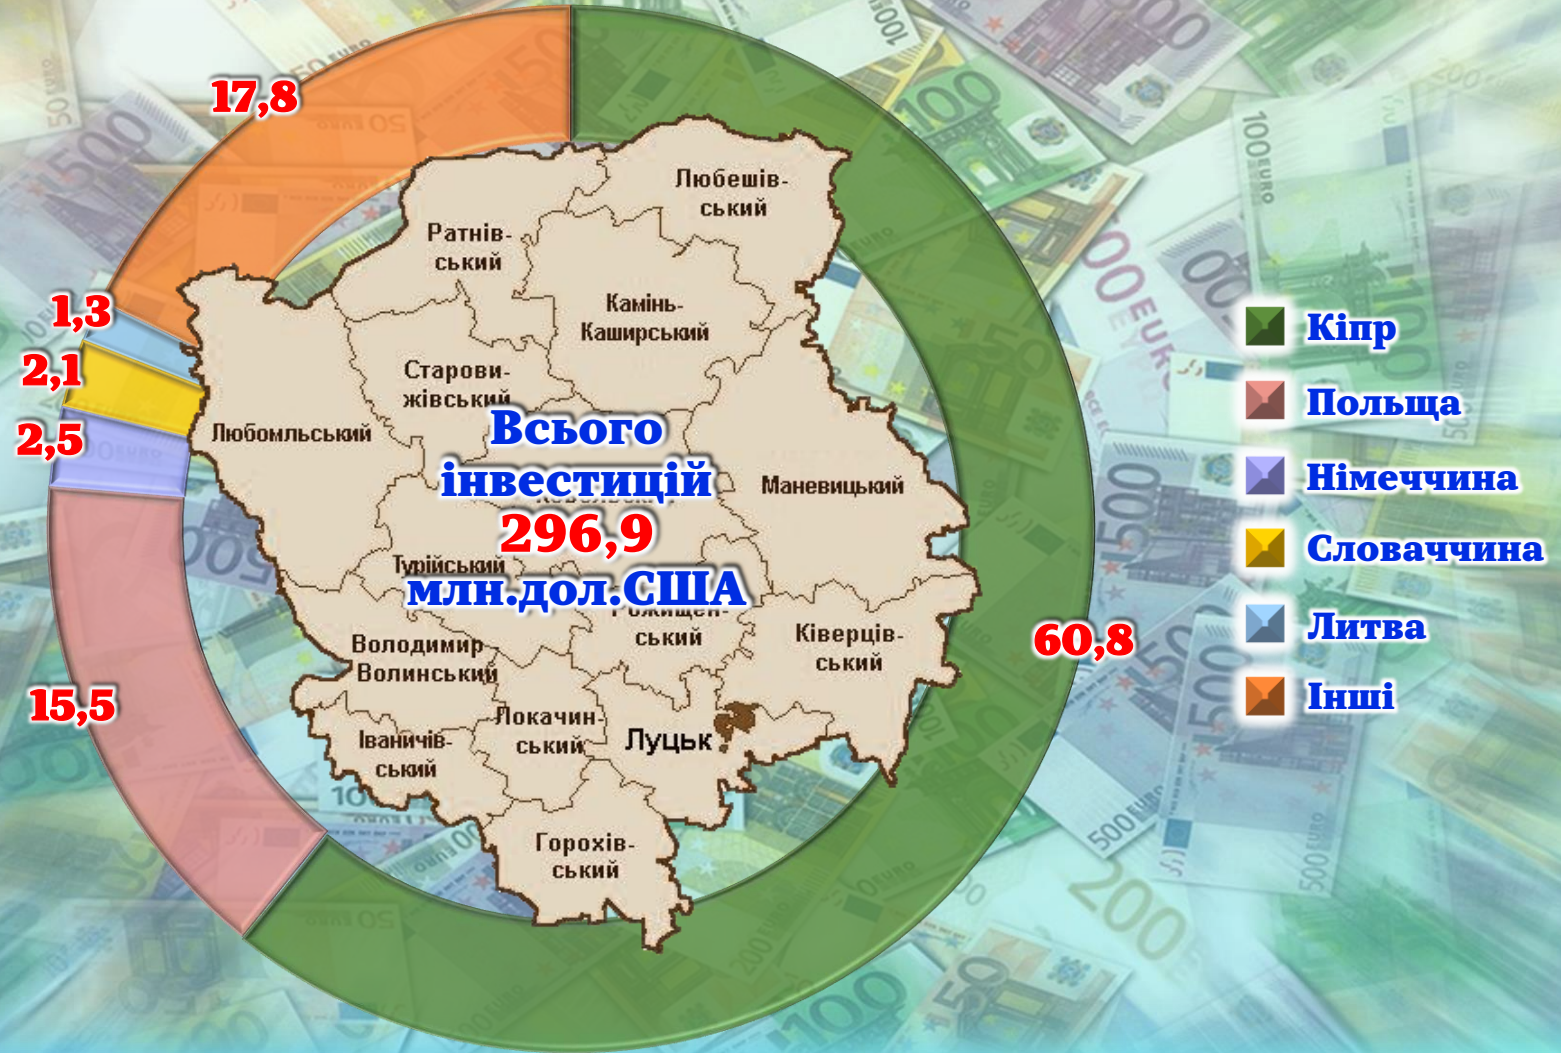 17,8
1,3
2,1
2,5
15,5
60,8
Любешів-
ський
Ратнів-
ський
Камінь-
Каширський
Старови-
жівський
Любомльський
Маневицький
Всього
інвестицій
296,9
млн.дол.США
Турійський
Рожищен-
ський
Ківерців-
ський
Володимир
Волинський
Локачин-
ський
Іваничів-
ський
Луцьк
Горохів-
ський
Кіпр
Польща
Німеччина
Словаччина
Литва
Інші